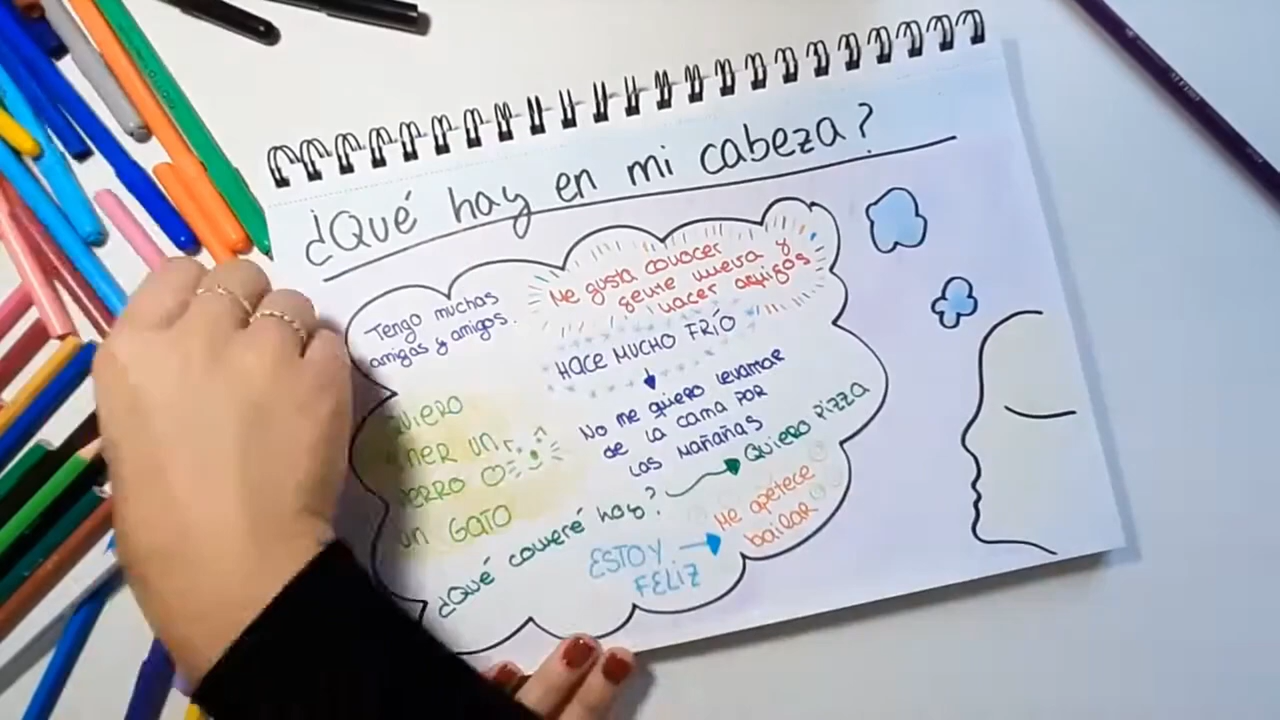 ¿Qué hay en mi cabeza?
Tengo muchas
amigas y amigos.
Me gusta conocer
gente nueva y
hacer amigos
HACE MUCHO FRÍO
No me quiero levantar
de la cama por
las mañanas
UN
UN GATO
¿Qué comeré hoy?
QUIERO PIZZA
ESTOY
FELIZ
Me apetece
bailar